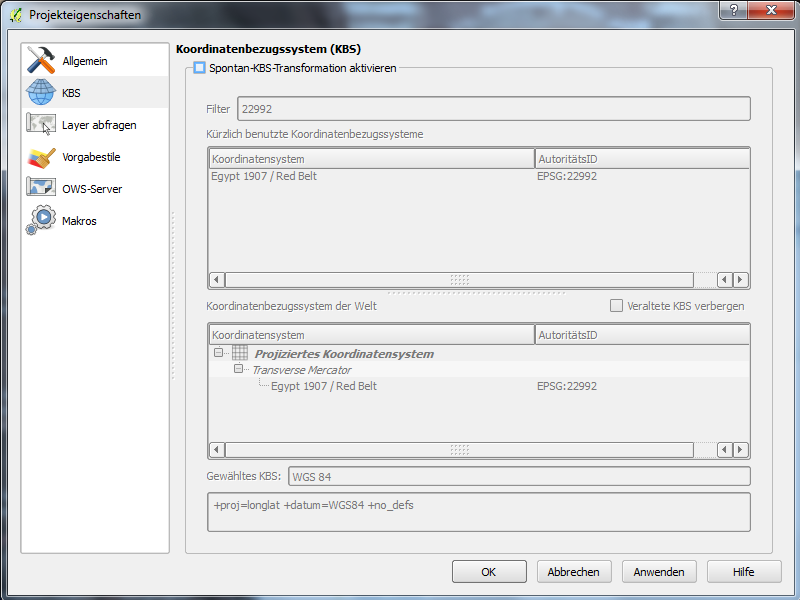 Projekteigenschaften
?
Allgemein
KBS
Layer abfragen
Vorgabestile
OWS-Server
Makros
Koordinatenbezugssystem (KBS)
Spontan-KBS-Transformation aktivieren
Filter 22992
Kürzlich benutzte Koordinatenbezugssysteme
Koordinatensystem AutoritätsID
Egypt 1907 / Red Belt EPSG:22992
Koordinatenbezugssystem der Welt Veraltete KBS verbergen
Koordinatensystem AutoritätsID
Projiziertes Koordinatensystem
Transverse Mercator
Egypt 1907 / Red Belt EPSG:22992
Gewähltes KBS: WGS 84
+proj=longlat +datum=WGS84 +no_defs
OK Abbrechen Anwenden Hilfe